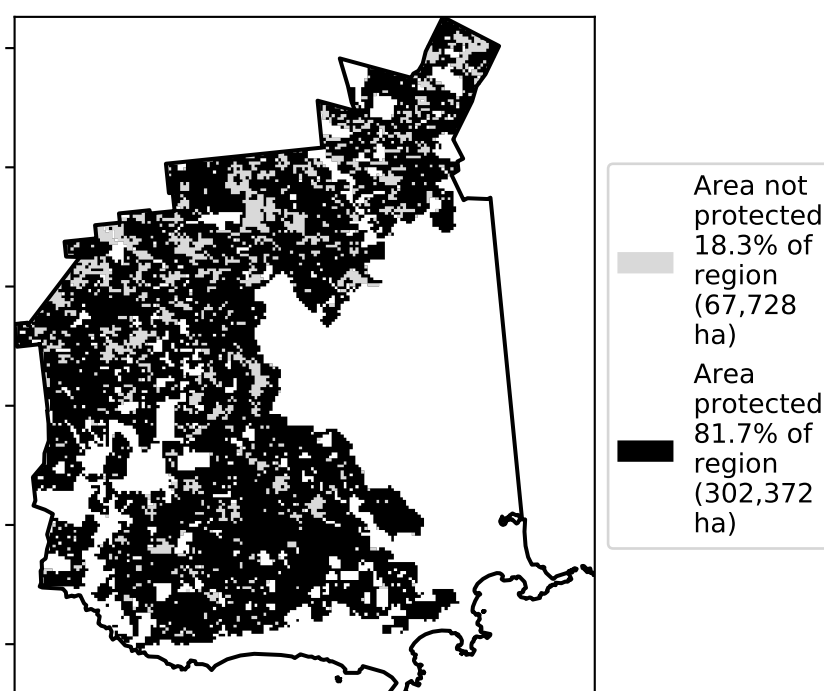 Area not
protected
18.3% of
region
(67,728
ha)
Area
protected
81.7% of
region
(302,372
ha)